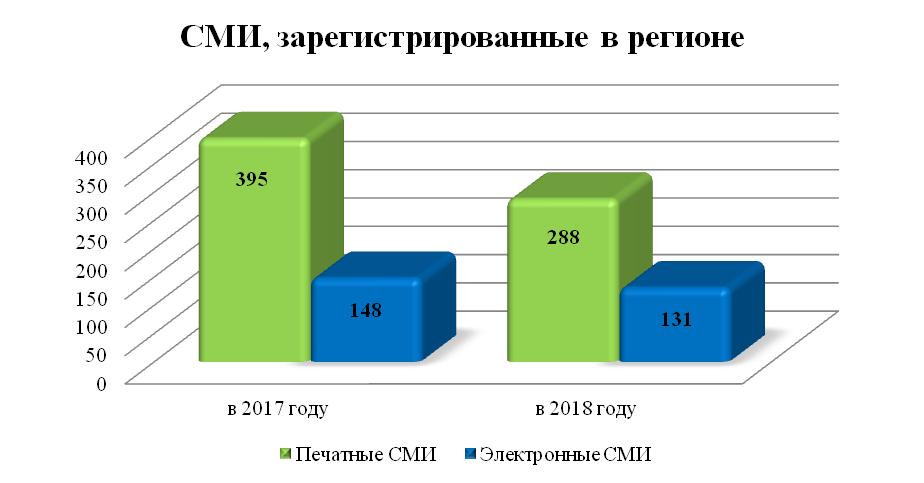 СМИ, зарегистрированные в регионе
400
350
300
250
200
150
100
50
0
395
148
288
131
в 2017 году
в 2018 году
Печатные СМИ
Электронные СМИ